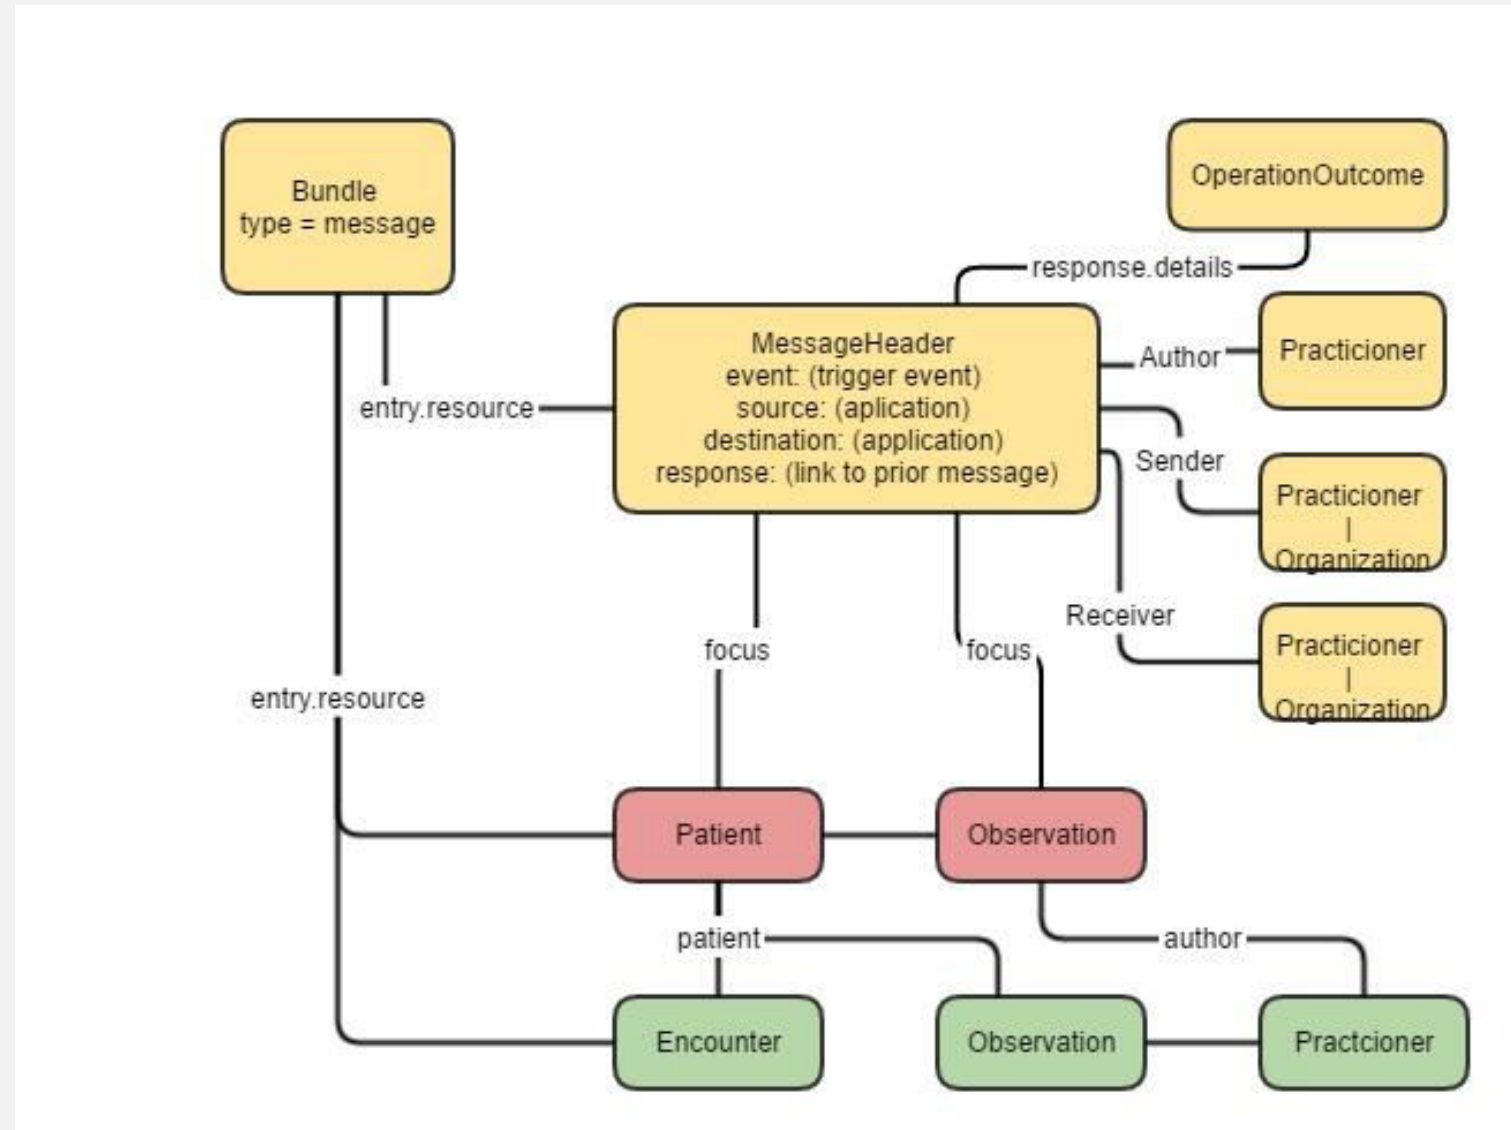 Bundle
type = message
OperationOutcome
response.details
MessageHeader
event: (trigger event)
source: (aplication)
destination: (application)
response: (link to prior message)
Author
Practicioner
entry.resource
Sender
Practicioner
|
Organization
Receiver
Practicioner
|
Organization
focus
focus
entry.resource
Patient
Observation
patient
author
Encounter
Observation
Practcioner